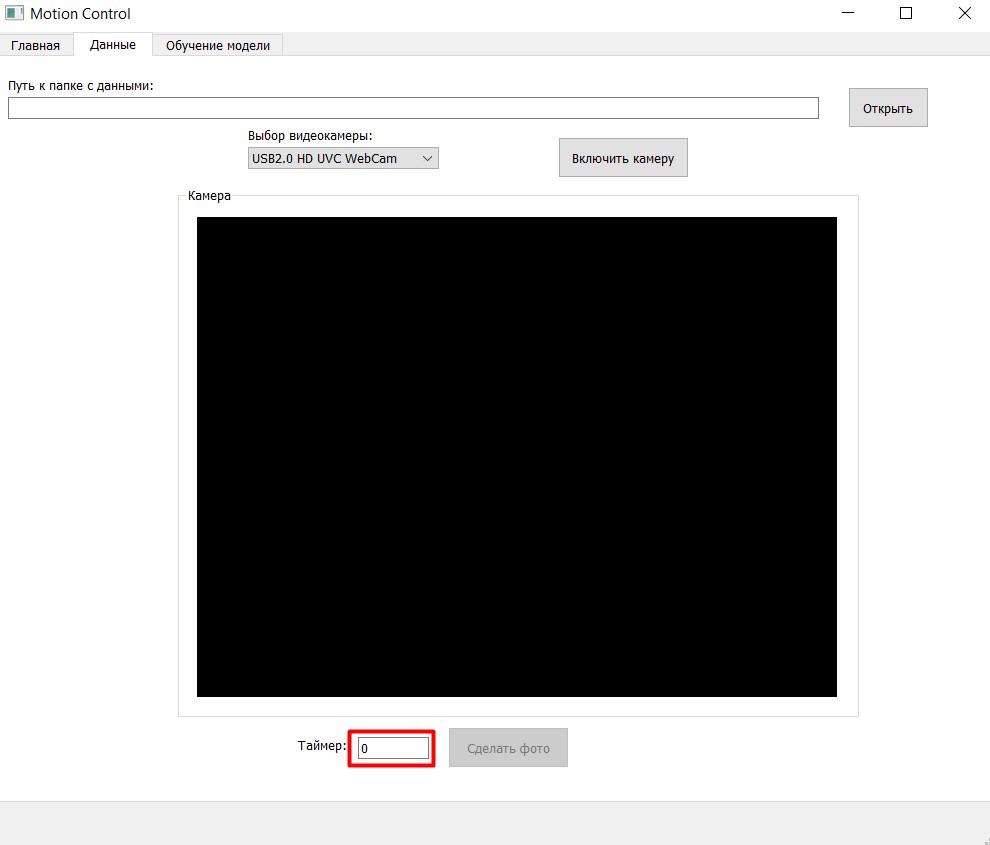 Motion Control
Главная Данные Обучение модели
Путь к папке с данными:
Открыть
Выбор видеокамеры:
USB2.0 HD UVC WebCam
Включить камеру
Камера
Таймер: 0 Сделать фото